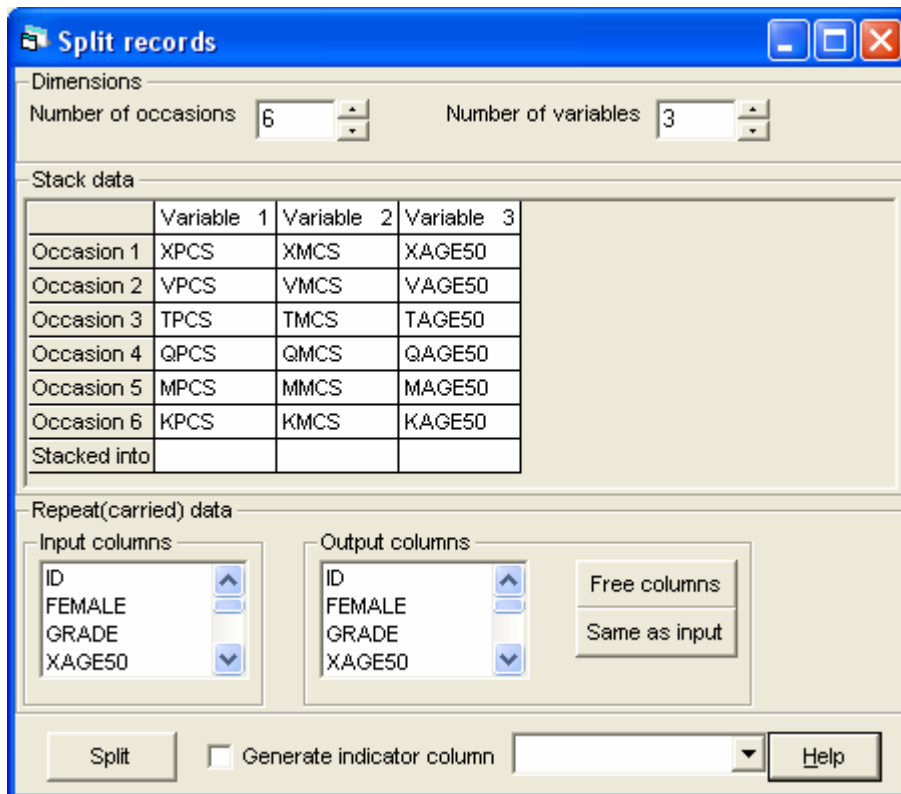 Split records
Dimensions
Number of occasions 6 Number of variables 3
Stack data
Variable 1 Variable 2 Variable 3
Occasion 1 XPCS XMCS XAGE50
Occasion 2 VPCS VMCS VAGE50
Occasion 3 TPCS TMCS TAGE50
Occasion 4 QPCS QMCS QAGE50
Occasion 5 MPCS MMCS MAGE50
Occasion 6 KPCS KMCS KAGE50
Stacked into
Repeat(carried) data
Input columns Output columns
ID ID
FEMALE FEMALE
GRADE GRADE
XAGE50 XAGE50
Free columns
Same as input
Split Generate indicator column Help